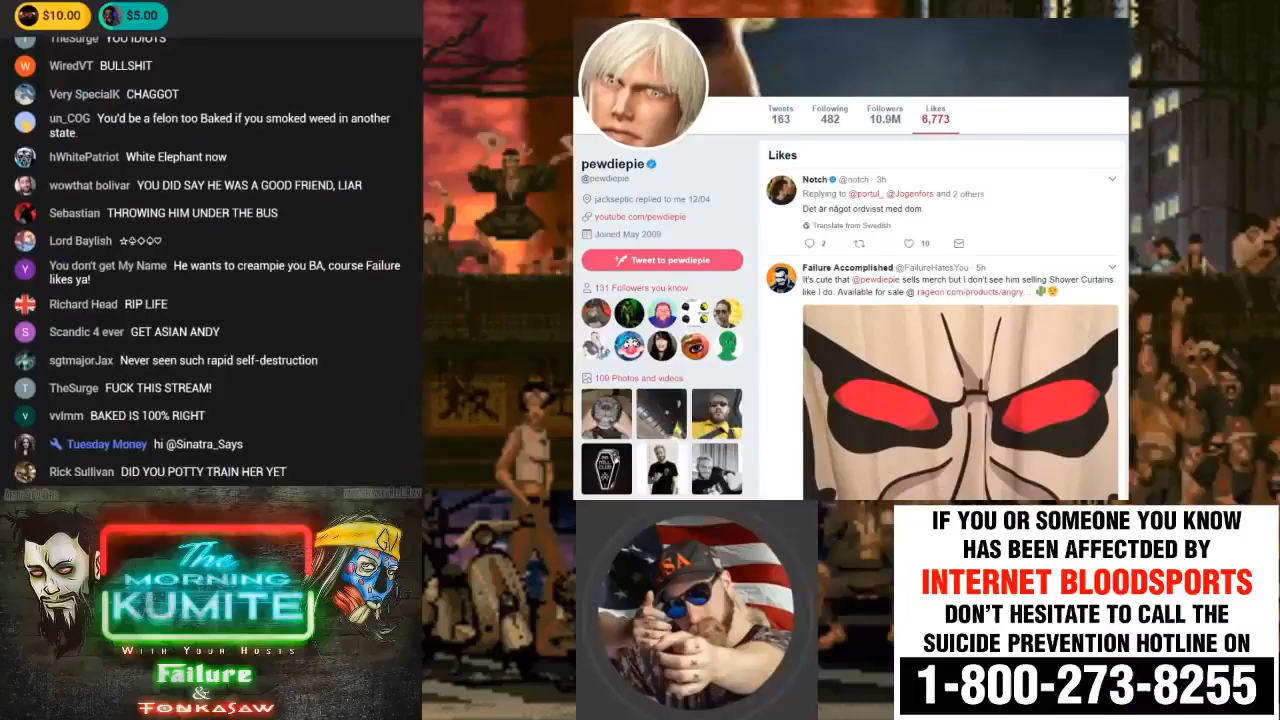 $10.00
$5.00
TheSurge YOU IDIOTS
WiredVT BULLSHIT
Very SpecialK CHAGGOT
un_Goz You'd be felon for Baked if you smoked weed in another
state.
hWhitePatriot White Elephant now
YOU DID SAY HE WAS A GOOD FRIEND, LIAR
Sebastian THROWING HIM UNDER THE BUS
Lord Baylish
You no get my Name He wants to creampie you BA, course Failure
likes ya!
Richard Head RIP LIFE
Scandic 4 ever GET ASIAN ANDY
sgtmajorJax Never seen such rapid self-destruction
TheSurge FUCK THIS STREAM!
vvlmm BAKED IS 100% RIGHT
Tuesday Money hi @Sinatra_Says
Rick Sullivan DID YOU POTTY TRAIN HER YET
The
MORNING
KUMITE
WITH YOUR HOSTS
Failure
&
TONKASAW
Tweets
163
Following
482
Followers
10.9M
Likes
6,773
pewdiepie
@pewdiepie
jackseptic replied to me 12/04
youtube.com/pewdiepie
Joined May 2009
Tweet to pewdiepie
131 Followers you know
109 Photos and videos
Likes
Notch @notch · 3h
Replying to @portul_ @Jogenfors and 2 others
Det är något ordvisst med dom.
Translate from Swedish
2
10
Failure Accomplished @FailureHatesYou · 5h
It's cute that @pewdiepie sells merch but I don't see him selling Shower Curtains
like I do. Available for sale @ rageon.com/products/angry…
SA
IF YOU OR SOMEONE YOU KNOW
HAS BEEN AFFECTDED BY
INTERNET BLOODSPORTS
DON'T HESITATE TO CALL THE
SUICIDE PREVENTION HOTLINE ON
1-800-273-8255